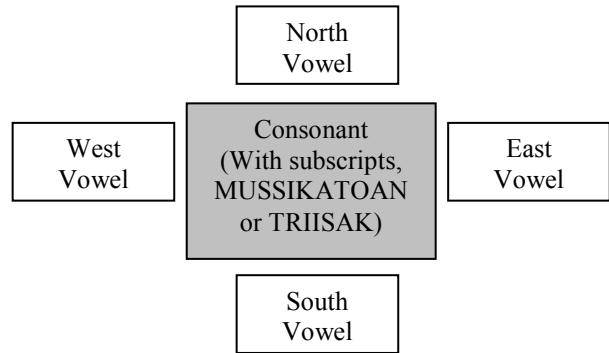 North
Vowel
West
Vowel
Consonant
(With subscripts,
MUSSIKATOAN
or TRIISAK)
East
Vowel
South
Vowel